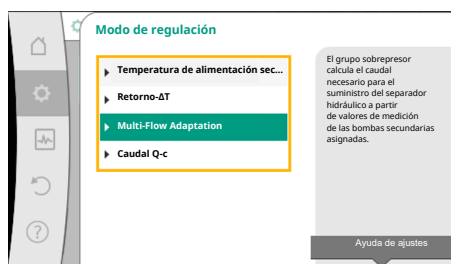 Modo de regulación
Temperatura de alimentación sec...
Retorno-ΔT
Multi-Flow Adaptation
Caudal Q-c
El grupo sobrepresor
calcula el caudal
necesario para el
suministro del separador
hidráulico a partir
de valores de medición
de las bombas secundarias
asignadas.
Ayuda de ajustes